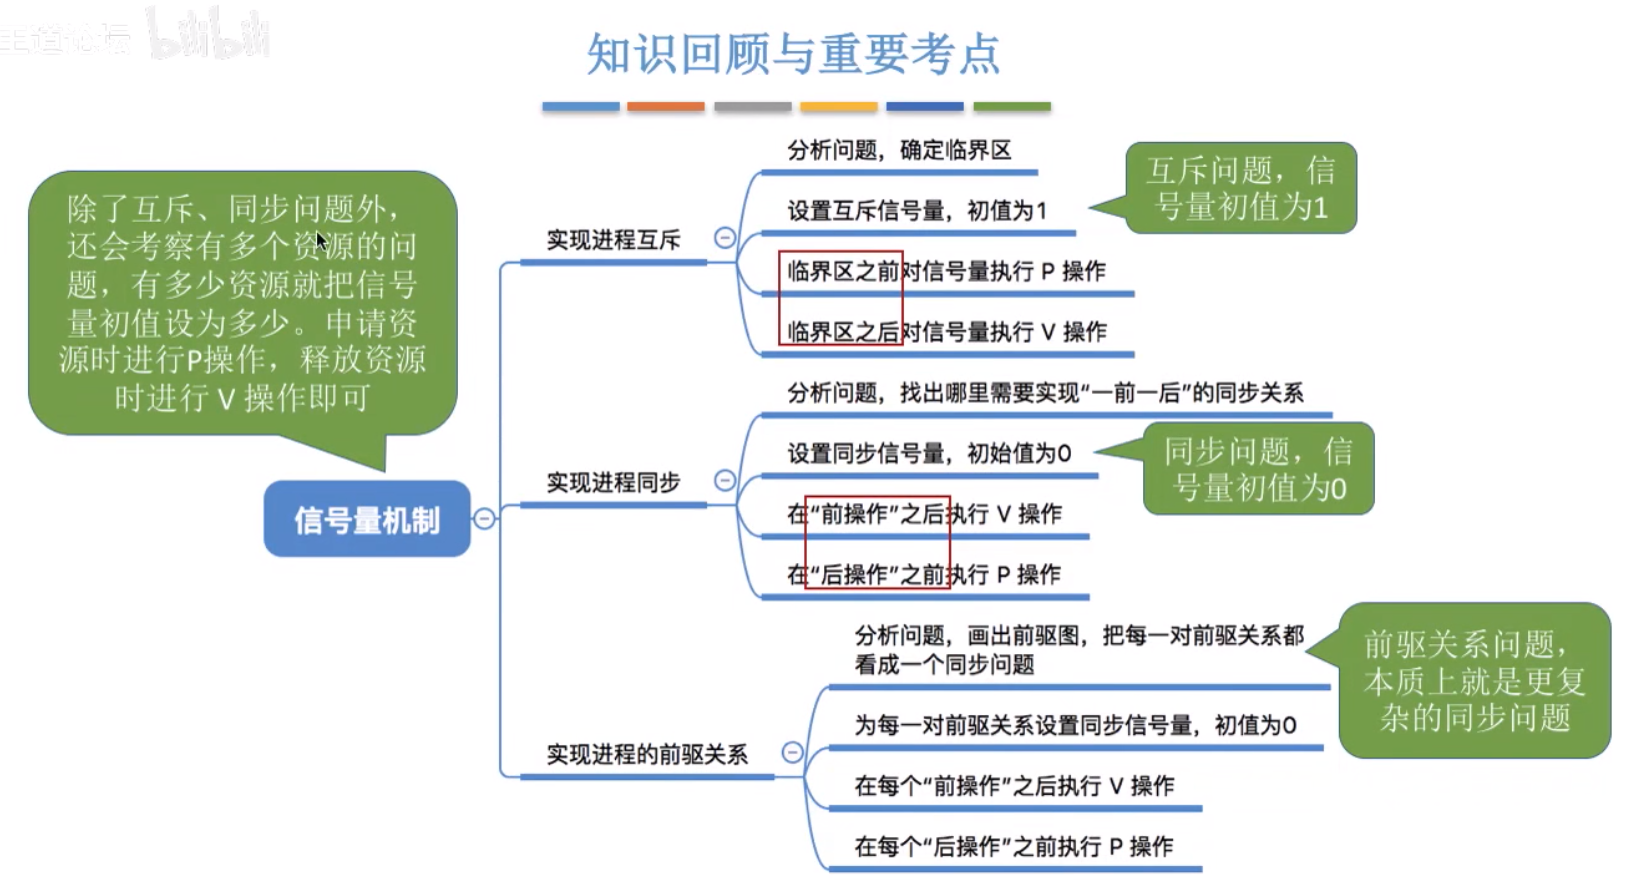 王道论坛 bilibili
知识回顾与重要考点
除了互斥、同步问题外，
还会考察有多个资源的问
题，有多少资源就把信号
量初值设为多少。申请资
源时进行P操作，释放资源
时进行 V 操作即可
信号量机制
实现进程互斥
分析问题，确定临界区
设置互斥信号量，初值为1
互斥问题，信
号量初值为1
临界区之前对信号量执行 P 操作
临界区之后对信号量执行 V 操作
实现进程同步
分析问题，找出哪里需要实现“一前一后”的同步关系
设置同步信号量，初始值为0
同步问题，信
号量初值为0
在“前操作”之后执行 V 操作
在“后操作”之前执行 P 操作
实现进程的前驱关系
分析问题，画出前驱图，把每一对前驱关系都
看成一个同步问题
前驱关系问题，
本质上就是更复
杂的同步问题
为每一对前驱关系设置同步信号量，初值为0
在每个“前操作”之后执行 V 操作
在每个“后操作”之前执行 P 操作